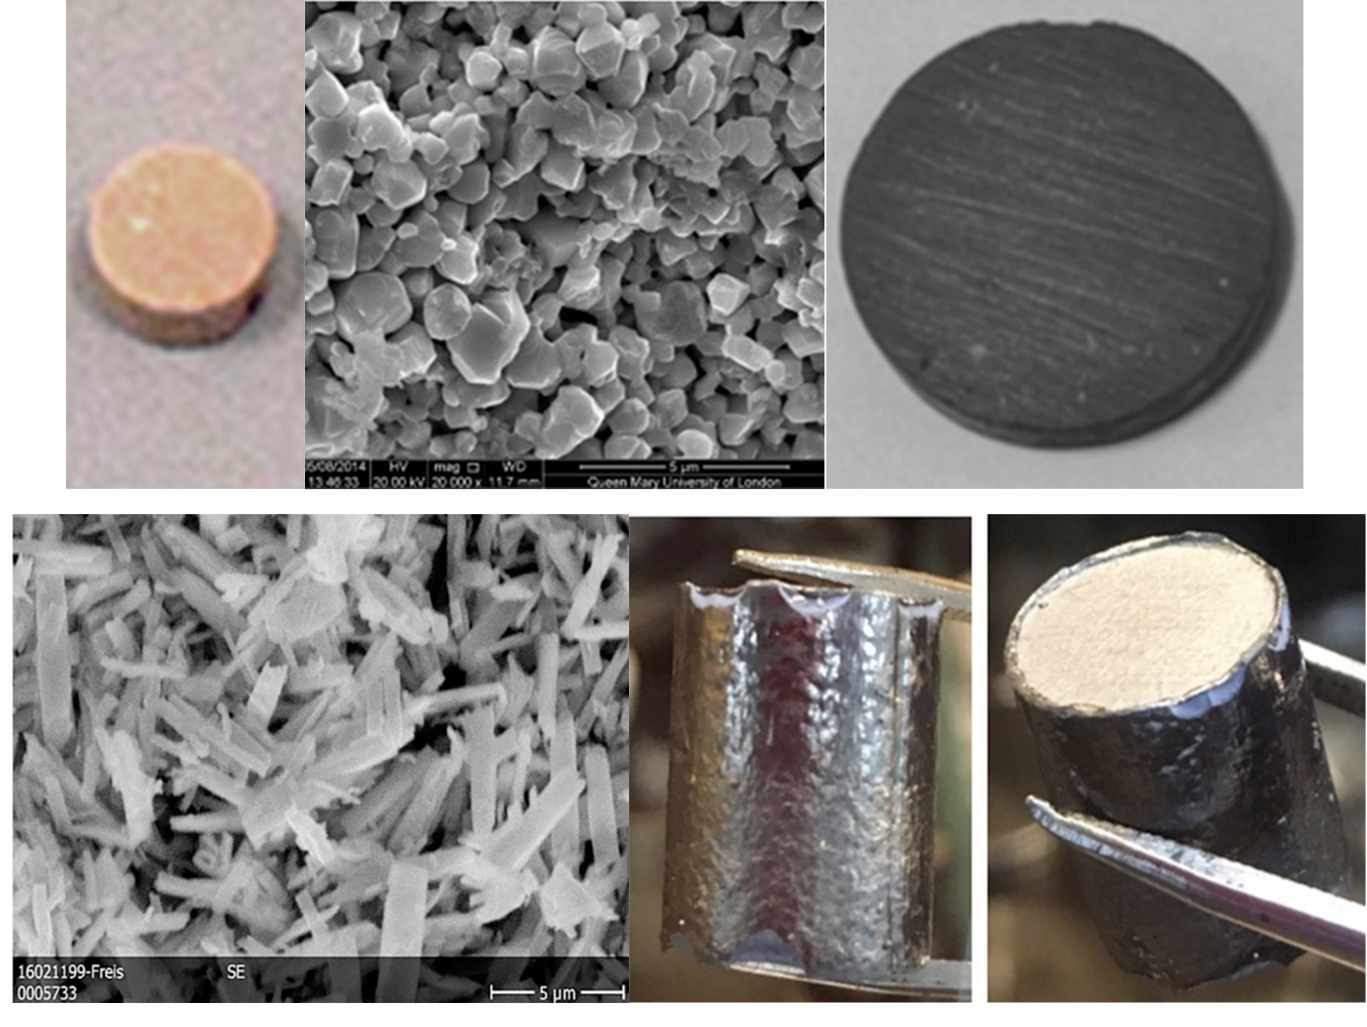 5/08/2014 HV mag WD 5 µm
13:46:33 20.00 kV 20 000 x 11.7 mm Queen Mary University of London
16021199-Freis SE
0005733 5 µm